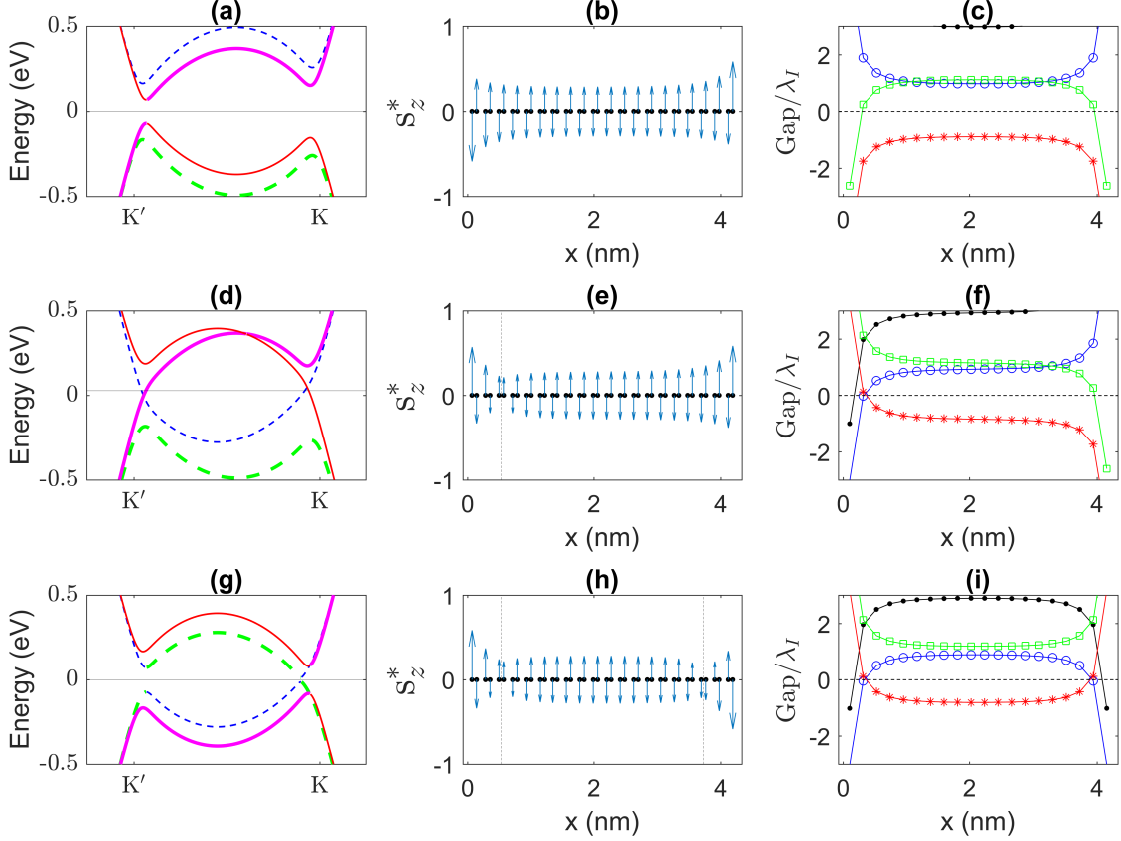 (a) (b) (c)
0.5 0 -0.5
Energy (eV)
K′ K
1 0 -1
S*z
0 2 4
x (nm)
2 0 -2
Gap/λI
0 2 4
x (nm)
(d) (e) (f)
0.5 0 -0.5
Energy (eV)
K′ K
1 0 -1
S*z
0 2 4
x (nm)
2 0 -2
Gap/λI
0 2 4
x (nm)
(g) (h) (i)
0.5 0 -0.5
Energy (eV)
K′ K
1 0 -1
S*z
0 2 4
x (nm)
2 0 -2
Gap/λI
0 2 4
x (nm)